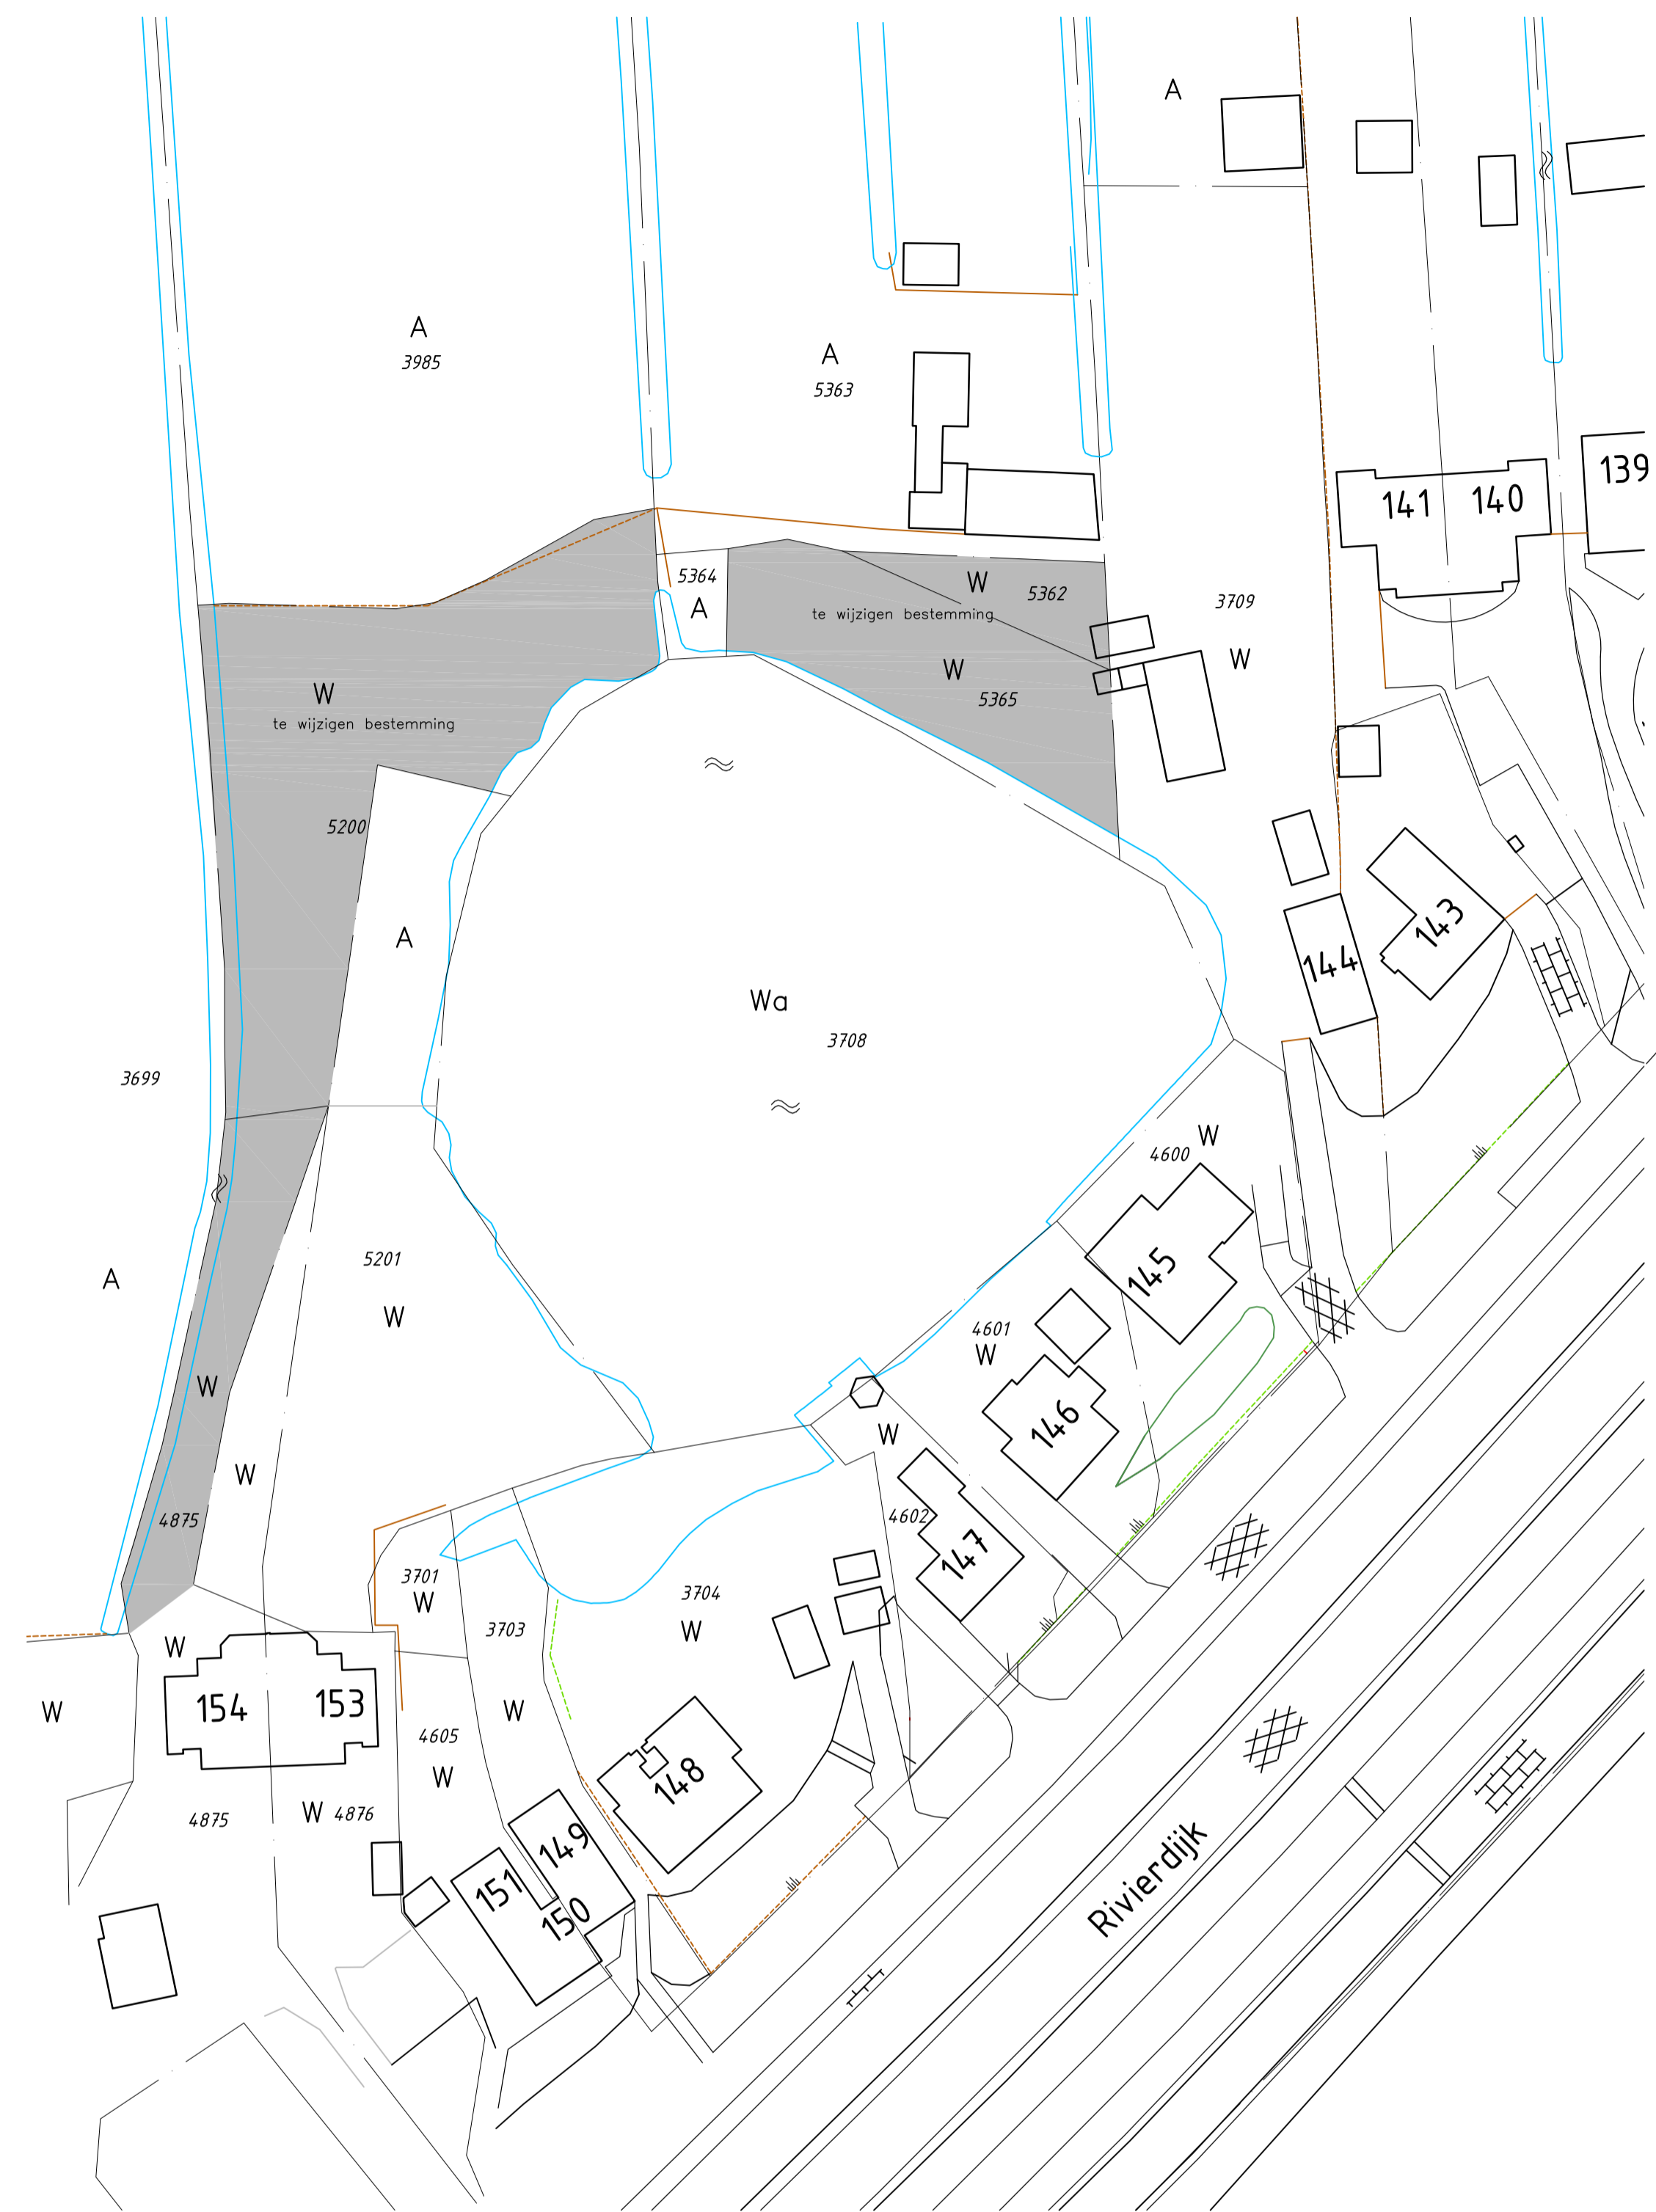 A
A
3985
A
5363
139
141
140
5364
A
W
5362
te wijzigen bestemming
3709
W
W
5365
W
te wijzigen bestemming
5200
A
143
144
Wa
3708
3699
W
4600
5201
A
W
145
4601
W
W
146
W
W
4602
4875
147
3701
W
3704
3703
W
W
W
154
153
W
4605
W
148
4875
W
4876
149
151
150
Rivierdijk